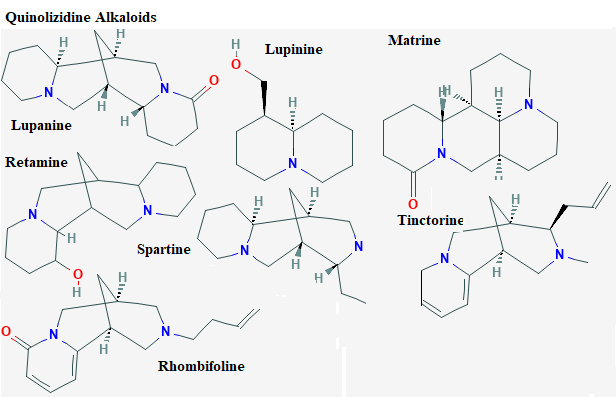 Quinolizidine Alkaloids
H
H
N
N
O
H
H
Lupanine
H
O
Lupinine
H
N
Matrine
H
H
H
N
N
H
O
Retamine
N
N
H
O
H
Spartine
H
H
N
N
H
H
Tinctorine
H
N
N
H
H
O
N
N
H
Rhombifoline